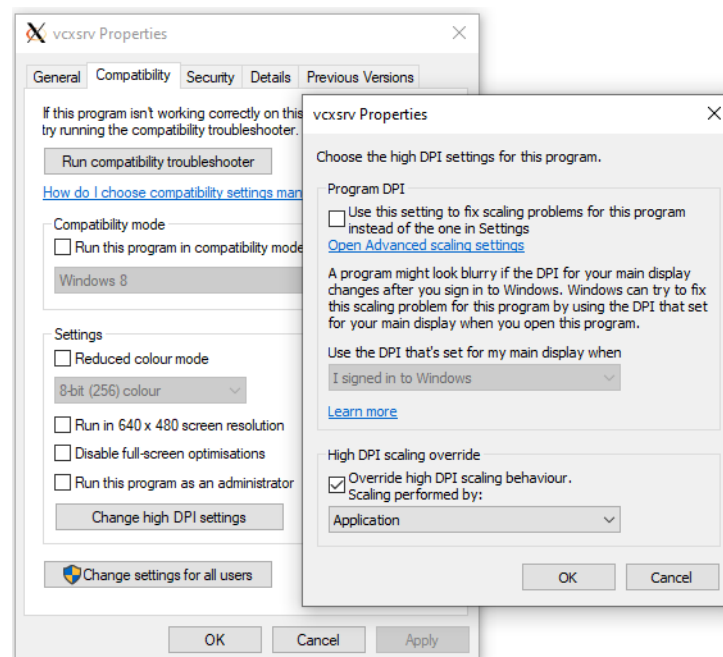 vcxsrv Properties
General Compatibility Security Details Previous Versions
If this program isn't working correctly on this
try running the compatibility troubleshooter.
Run compatibility troubleshooter
How do I choose compatibility settings man
Compatibility mode
Run this program in compatibility mode
Windows 8
Settings
Reduced colour mode
8-bit (256) colour
Run in 640 x 480 screen resolution
Disable full-screen optimisations
Run this program as an administrator
Change high DPI settings
Change settings for all users
OK Cancel Apply
vcxsrv Properties
Choose the high DPI settings for this program.
Program DPI
Use this setting to fix scaling problems for this program
instead of the one in Settings
Open Advanced scaling settings
A program might look blurry if the DPI for your main display
changes after you sign in to Windows. Windows can try to fix
this scaling problem for this program by using the DPI that set
for your main display when you open this program.
Use the DPI that's set for my main display when
I signed in to Windows
Learn more
High DPI scaling override
Override high DPI scaling behaviour.
Scaling performed by:
Application
OK Cancel